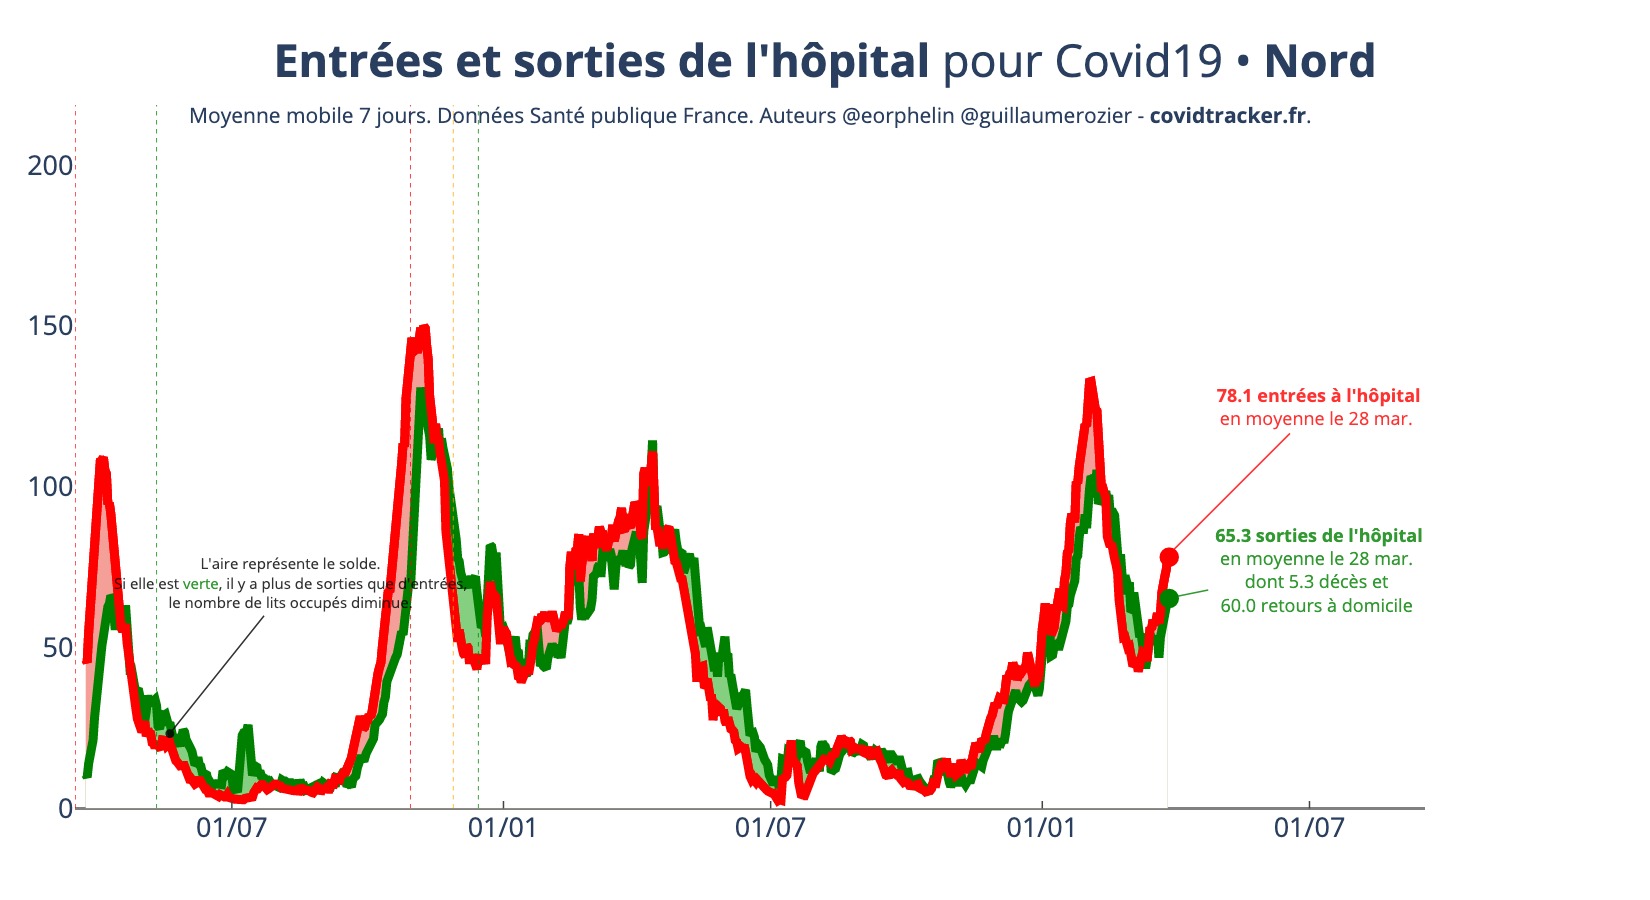 Entrées et sorties de l'hôpital pour Covid19 • Nord
Moyenne mobile 7 jours. Données Santé publique France. Auteurs @eorphelin @guillaumerozier - covidtracker.fr.
200
150
100
50
0
78.1 entrées à l'hôpital
en moyenne le 28 mar.
65.3 sorties de l'hôpital
en moyenne le 28 mar.
dont 5.3 décès et
60.0 retours à domicile
L'aire représente le solde.
Si elle est verte, il y a plus de sorties que d'entrées,
le nombre de lits occupés diminue.
01/07
01/01
01/07
01/01
01/07